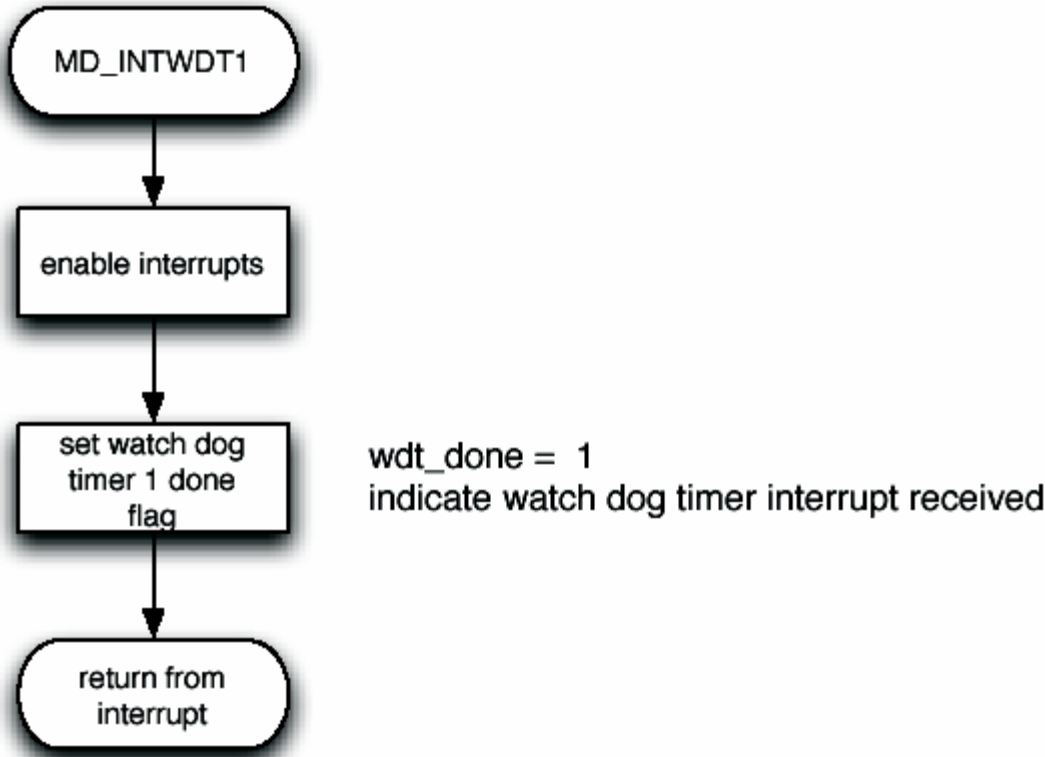 MD_INTWDT1
enable interrupts
set watch dog
timer 1 done
flag
wdt_done = 1
indicate watch dog timer interrupt received
return from
interrupt